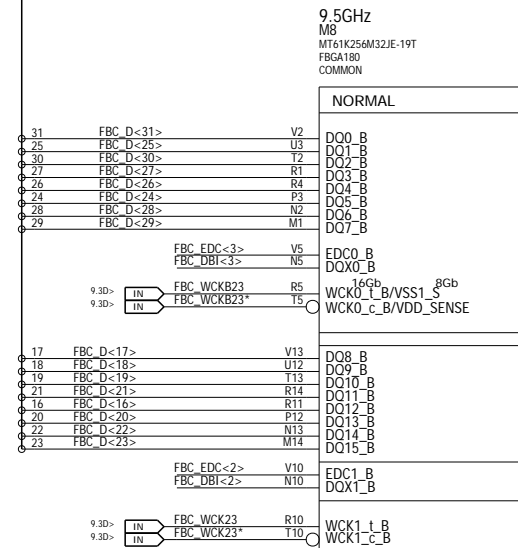 9.5GHz
M8
MT61K256M32JE-19T
FBGA180
COMMON
NORMAL
31 FBC_D<31> V2 DQ0_B
25 FBC_D<25> U3 DQ1_B
30 FBC_D<30> T2 DQ2_B
27 FBC_D<27> R1 DQ3_B
26 FBC_D<26> R4 DQ4_B
24 FBC_D<24> P3 DQ5_B
28 FBC_D<28> N2 DQ6_B
29 FBC_D<29> M1 DQ7_B
FBC_EDC<3> V5 EDC0_B
FBC_DBI<3> N5 DQX0_B
16Gb 8Gb
9.3D> IN FBC_WCKB23 R5 WCK0_t_B/VSS1_S
9.3D> IN FBC_WCKB23* T5 WCK0_c_B/VDD_SENSE
17 FBC_D<17> V13 DQ8_B
18 FBC_D<18> U12 DQ9_B
19 FBC_D<19> T13 DQ10_B
21 FBC_D<21> R14 DQ11_B
16 FBC_D<16> R11 DQ12_B
20 FBC_D<20> P12 DQ13_B
22 FBC_D<22> N13 DQ14_B
23 FBC_D<23> M14 DQ15_B
FBC_EDC<2> V10 EDC1_B
FBC_DBI<2> N10 DQX1_B
9.3D> IN FBC_WCK23 R10 WCK1_t_B
9.3D> IN FBC_WCK23* T10 WCK1_c_B